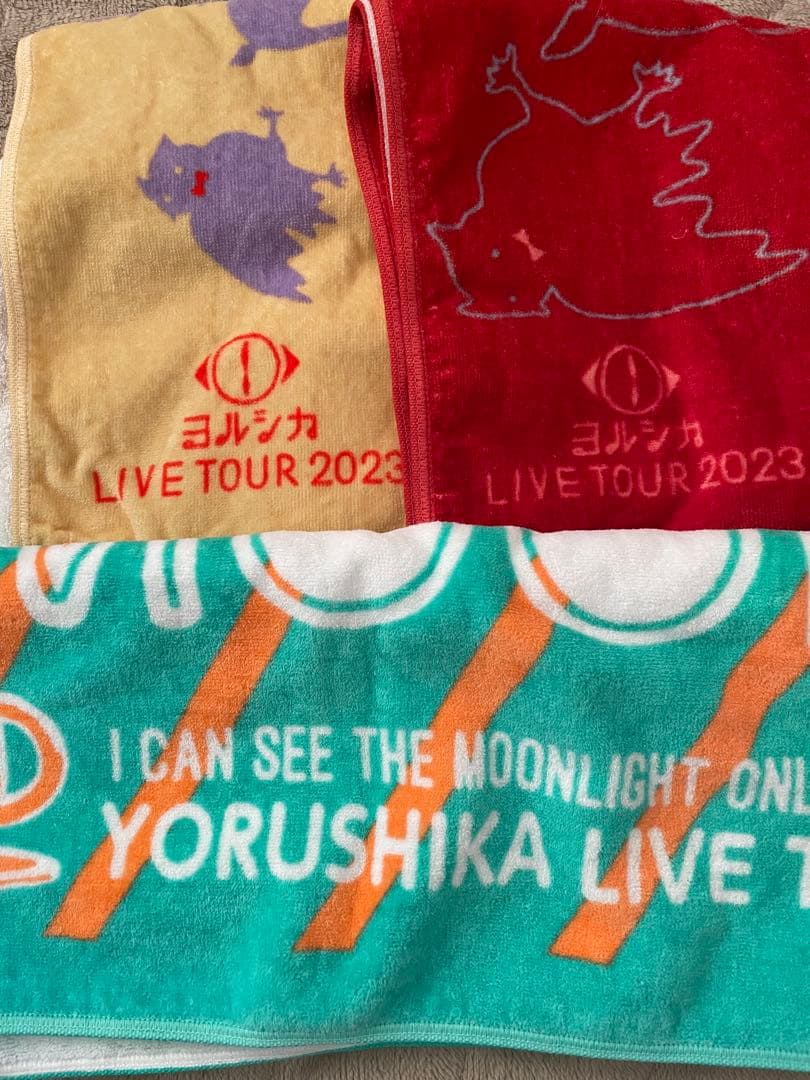 ヨルシカ
LIVE TOUR 2023
ヨルシカ
LIVE TOUR 2023
I CAN SEE THE MOONLIGHT
YORUSHIKA LIVE